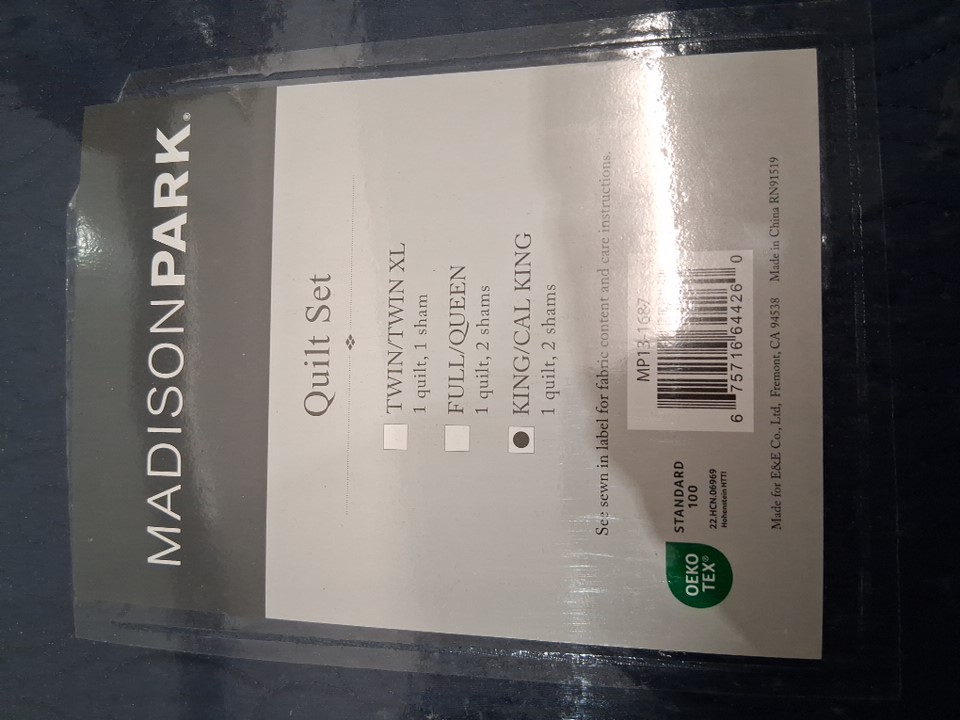 MADISONPARK®
Quilt Set
TWIN/TWIN XL
1 quilt, 1 sham
FULL/QUEEN
1 quilt, 2 shams
KING/CAL KING
1 quilt, 2 shams
See sewn in label for fabric content and care instructions.
OEKO
TEX®
STANDARD
100
22.HCN.06969
Hohenstein HTTI
MP13-1687
6 75716 64426 0
Made for E&E Co., Ltd, Fremont, CA 94538 Made in China RN91519